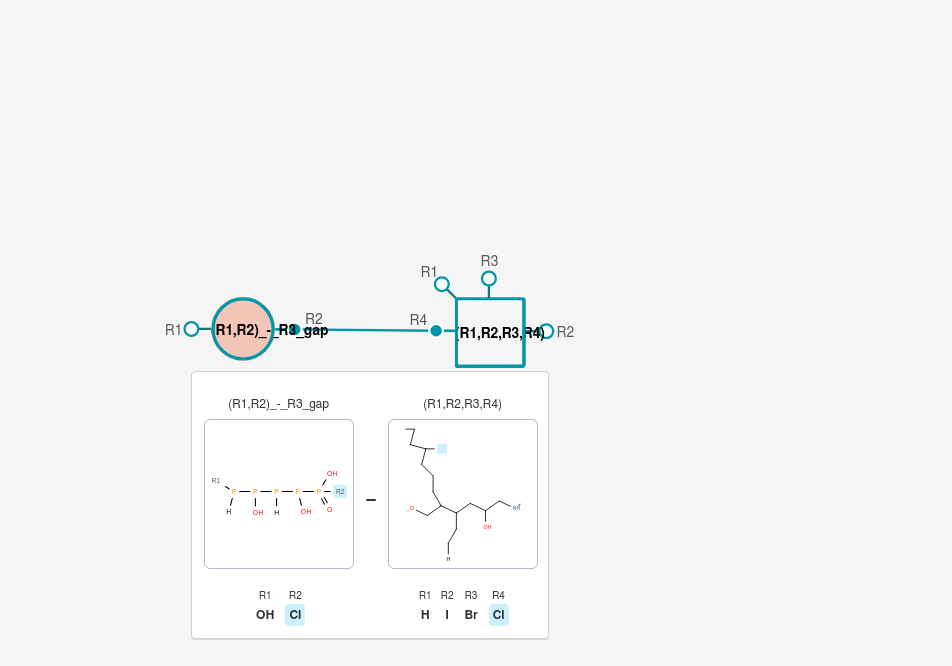 R3
R1
R2
R4
R1
R1,R2)_-_R3_gap
(R1,R2,R3,R4)
R2
(R1,R2)_-_R3_gap
(R1,R2,R3,R4)
R1
P
P
P
P
P
OH
R2
H
OH
H
OH
O
O
NH
OH
H
R1 R2
OH Cl
R1 R2 R3 R4
H I Br Cl